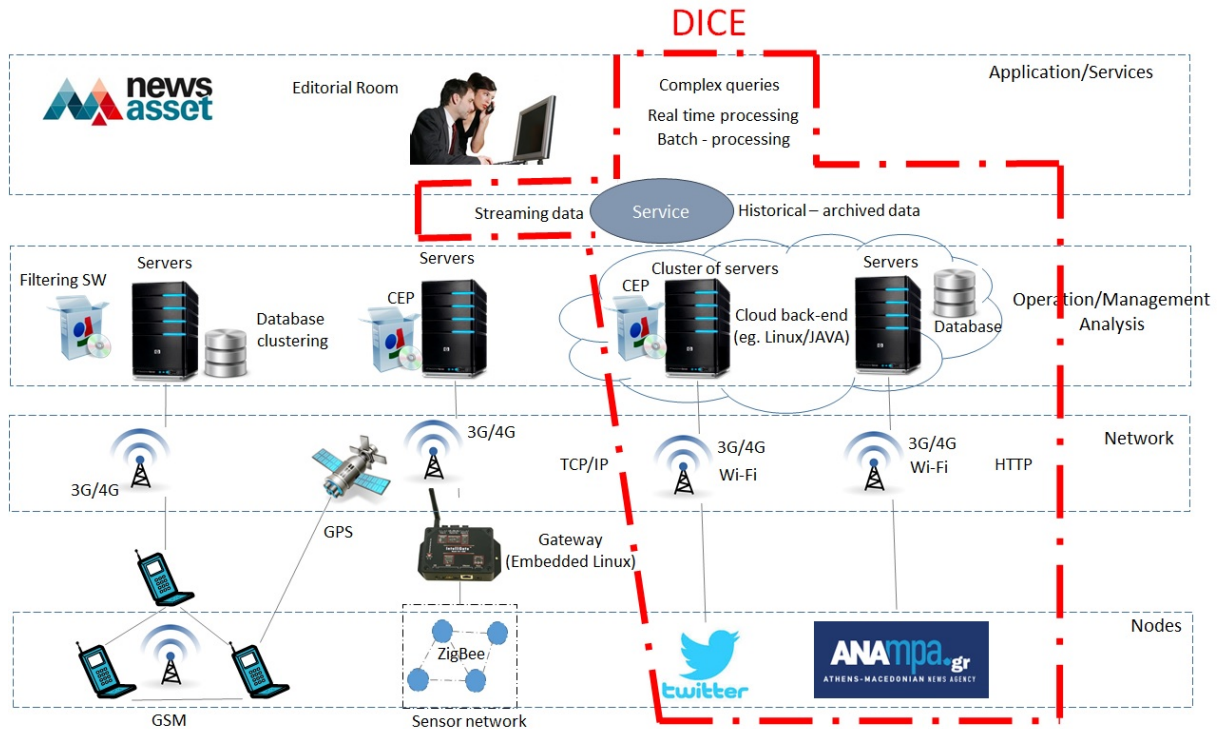 DICE
news
asset
Editorial Room
Complex queries
Real time processing
Batch - processing
Application/Services
Streaming data
Service
Historical – archived data
Filtering SW
Servers
Database
clustering
CEP
Servers
CEP
Cluster of servers
Cloud back-end
(eg. Linux/JAVA)
Servers
Database
Operation/Management
Analysis
3G/4G
GPS
3G/4G
TCP/IP
3G/4G
Wi-Fi
3G/4G
Wi-Fi
HTTP
Network
Gateway
(Embedded Linux)
GSM
ZigBee
Sensor network
twitter
ANAmpa.gr
ATHENS-MACEDONIAN NEWS AGENCY
Nodes